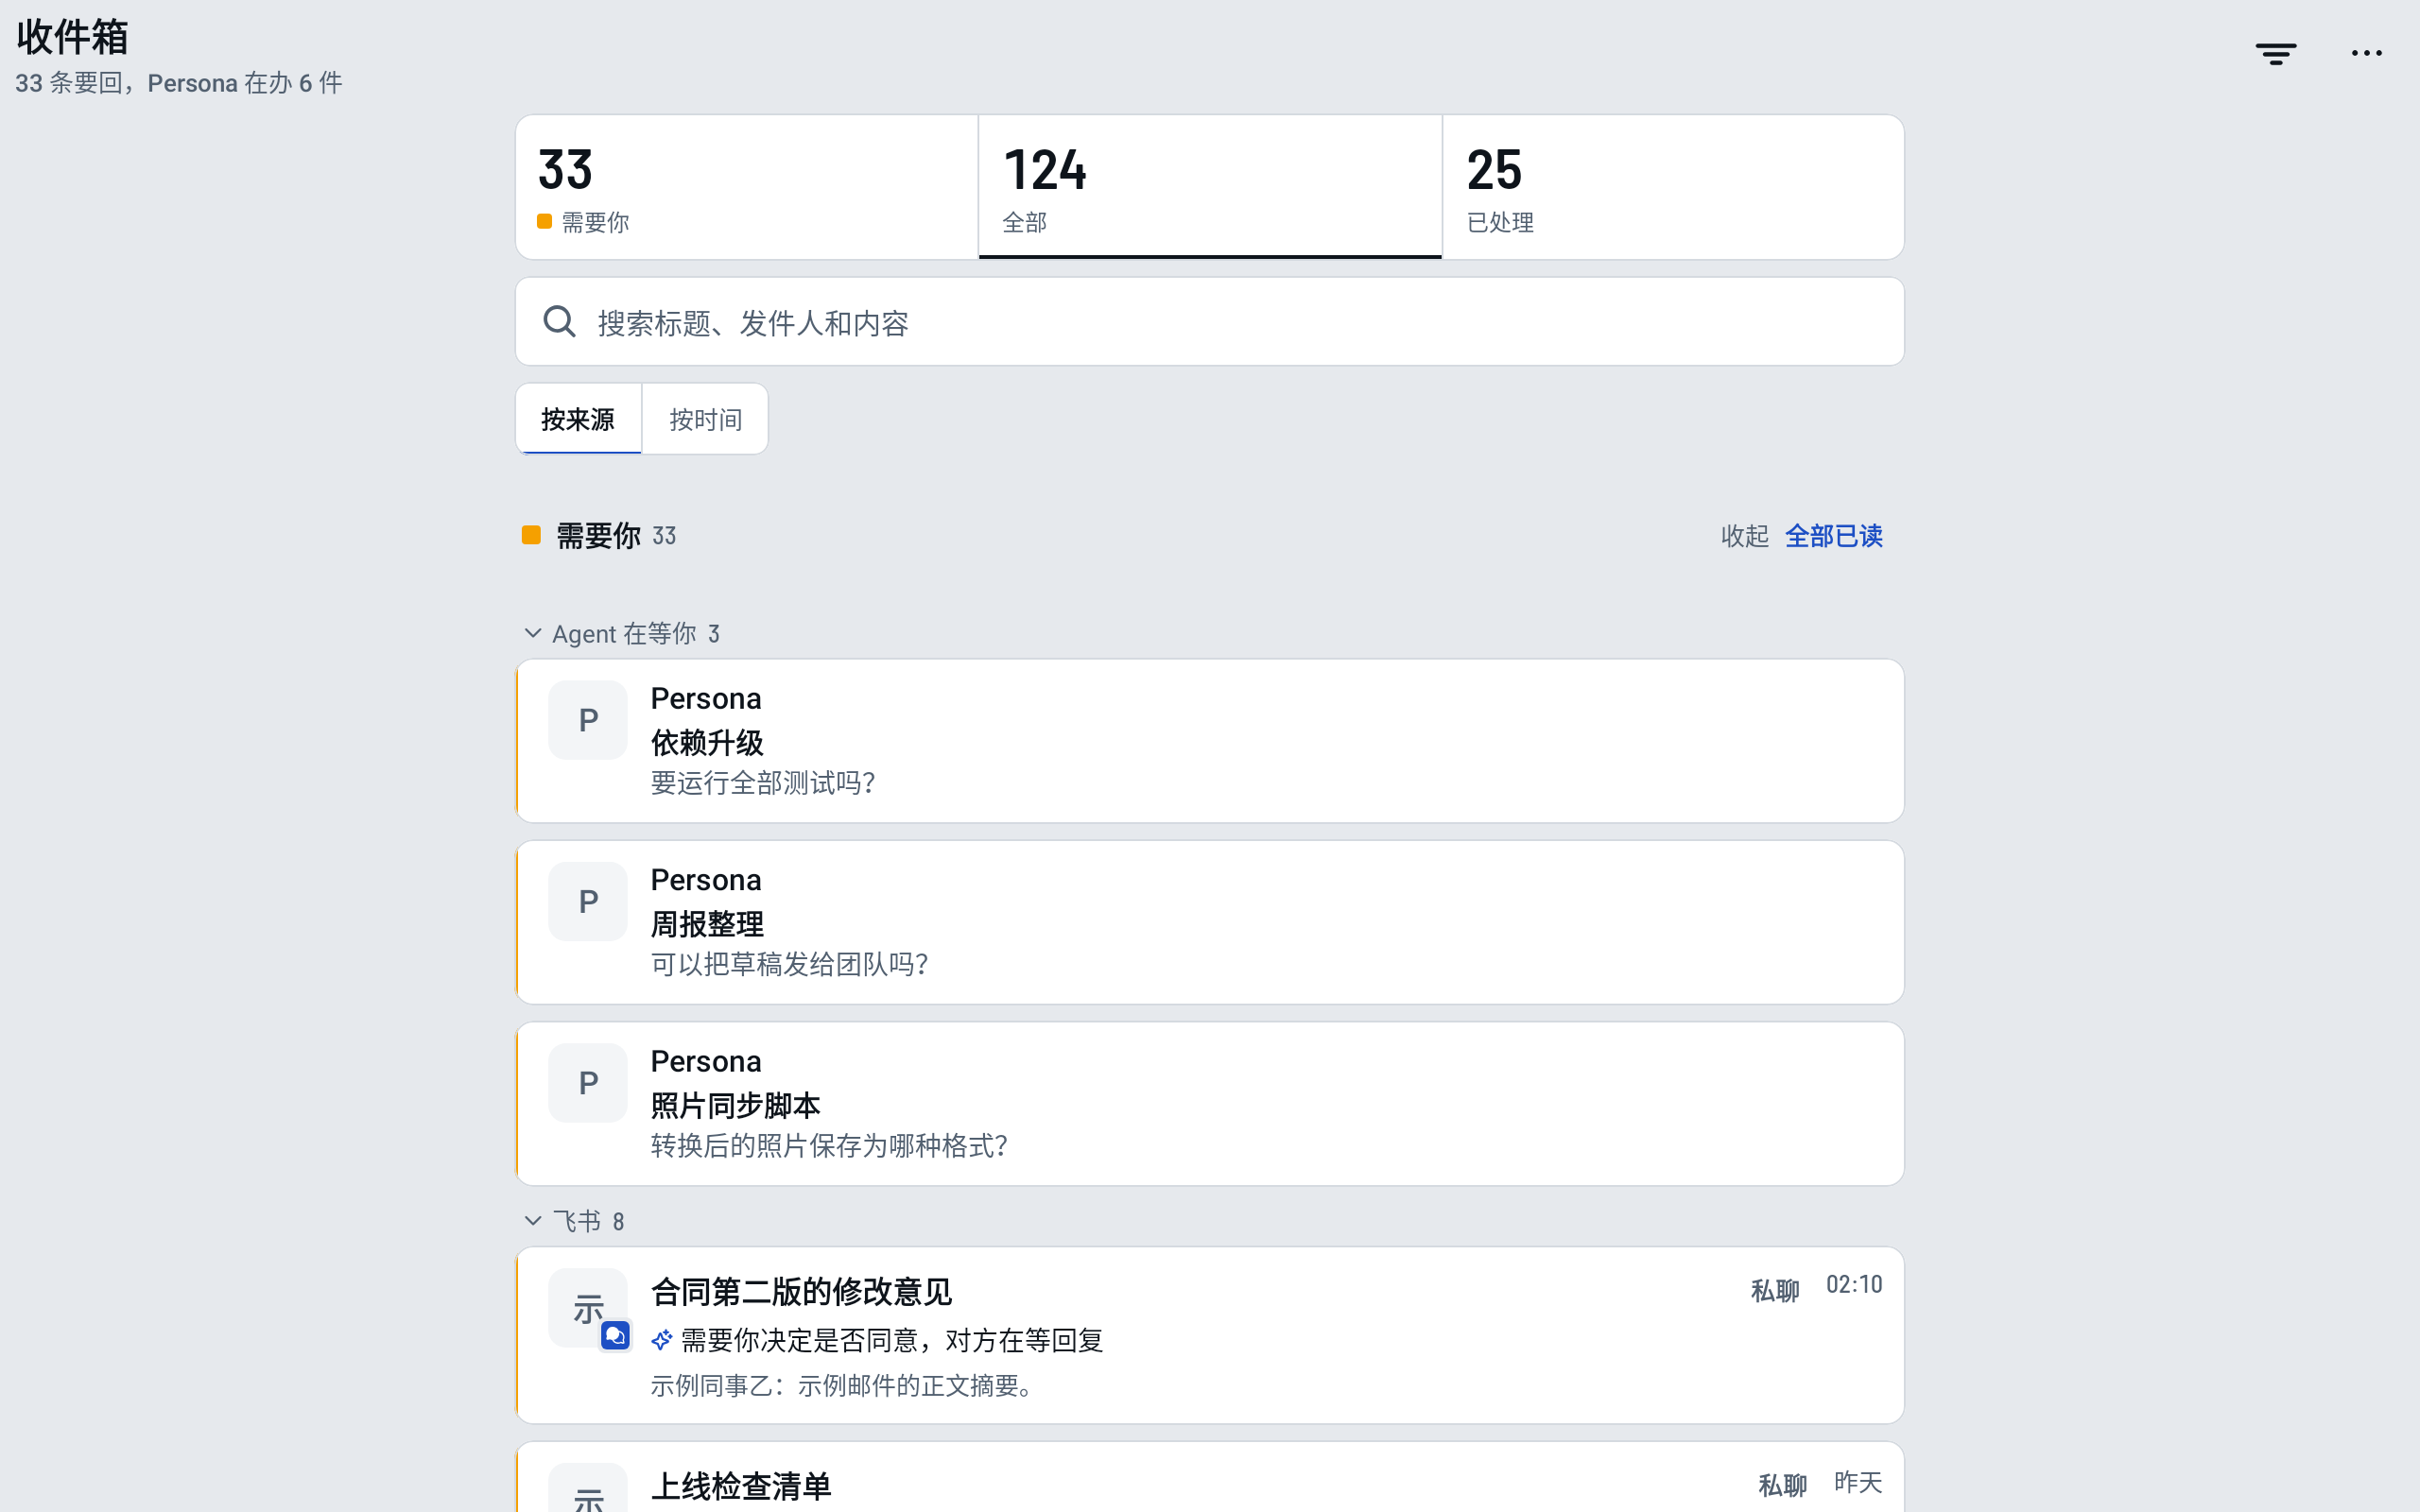 收件箱
33 条要回，Persona 在办 6 件
33
需要你
124
全部
25
已处理
搜索标题、发件人和内容
按来源
按时间
需要你 33
收起 全部已读
Agent 在等你 3
P
Persona
依赖升级
要运行全部测试吗？
P
Persona
周报整理
可以把草稿发给团队吗？
P
Persona
照片同步脚本
转换后的照片保存为哪种格式？
飞书 8
示
合同第二版的修改意见
私聊 02:10
需要你决定是否同意，对方在等回复
示例同事乙：示例邮件的正文摘要。
示
上线检查清单
私聊 昨天